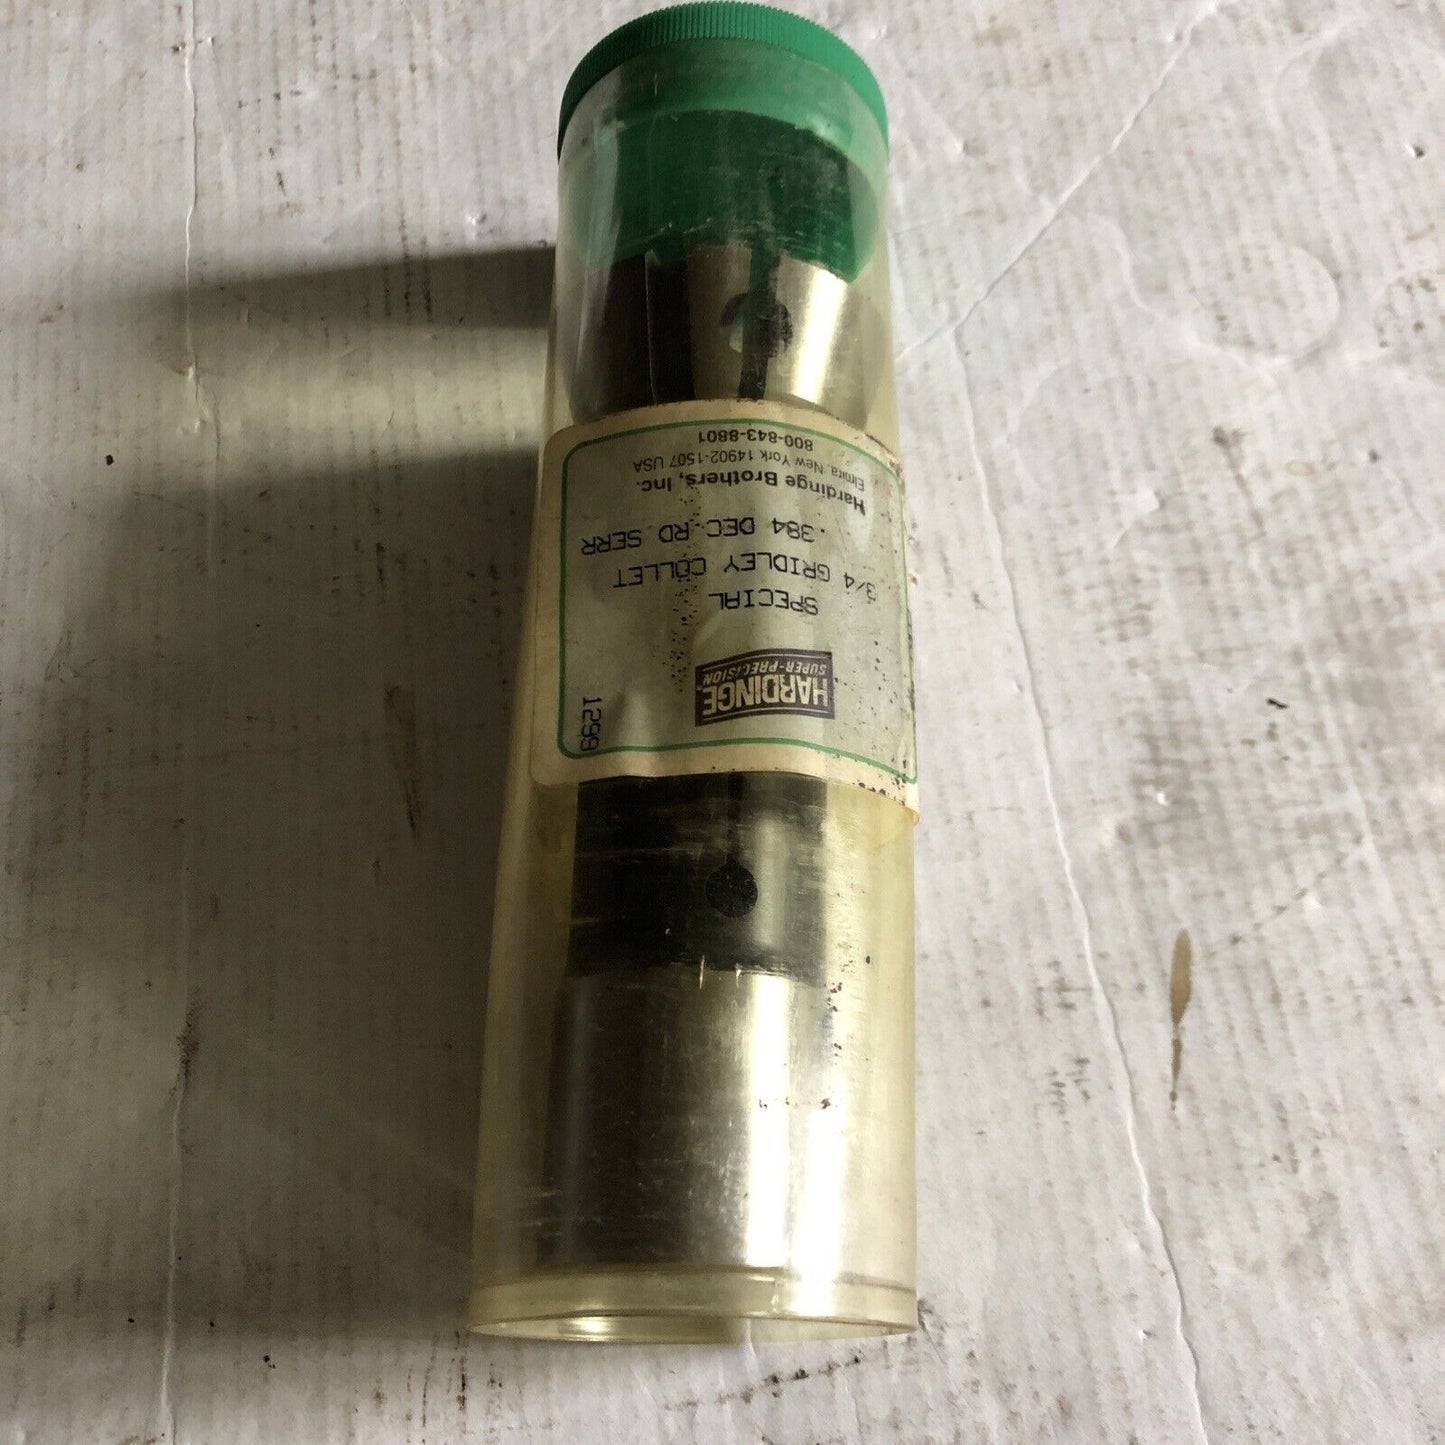 HARDINGE
SUPER-PRECISION
1299
SPECIAL
3/4 GRIDLEY COLLET
.384 DEC RD SERR
Hardinge Brothers, Inc.
Elmira, New York 14902-1507 USA
800-843-8801